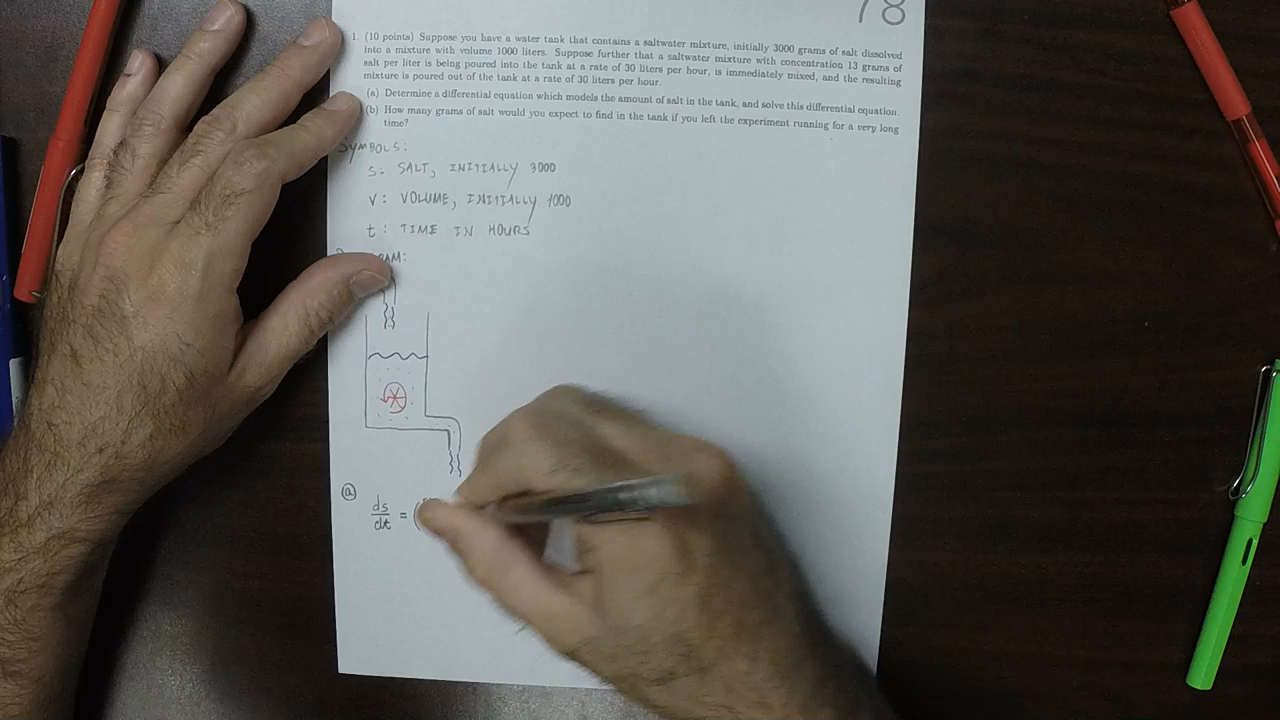 78
1. (10 points) Suppose you have a water tank that contains a saltwater mixture, initially 3000 grams of salt dissolved
into a mixture with volume 1000 liters. Suppose further that a saltwater mixture with concentration 13 grams of
salt per liter is being poured into the tank at a rate of 30 liters per hour, is immediately mixed, and the resulting
mixture is poured out of the tank at a rate of 30 liters per hour.
(a) Determine a differential equation which models the amount of salt in the tank, and solve this differential equation.
(b) How many grams of salt would you expect to find in the tank if you left the experiment running for a very long
time?
SYMBOLS:
S: SALT, INITIALLY 3000
V: VOLUME, INITIALLY 1000
t: TIME IN HOURS
(a)
ds/dt = (